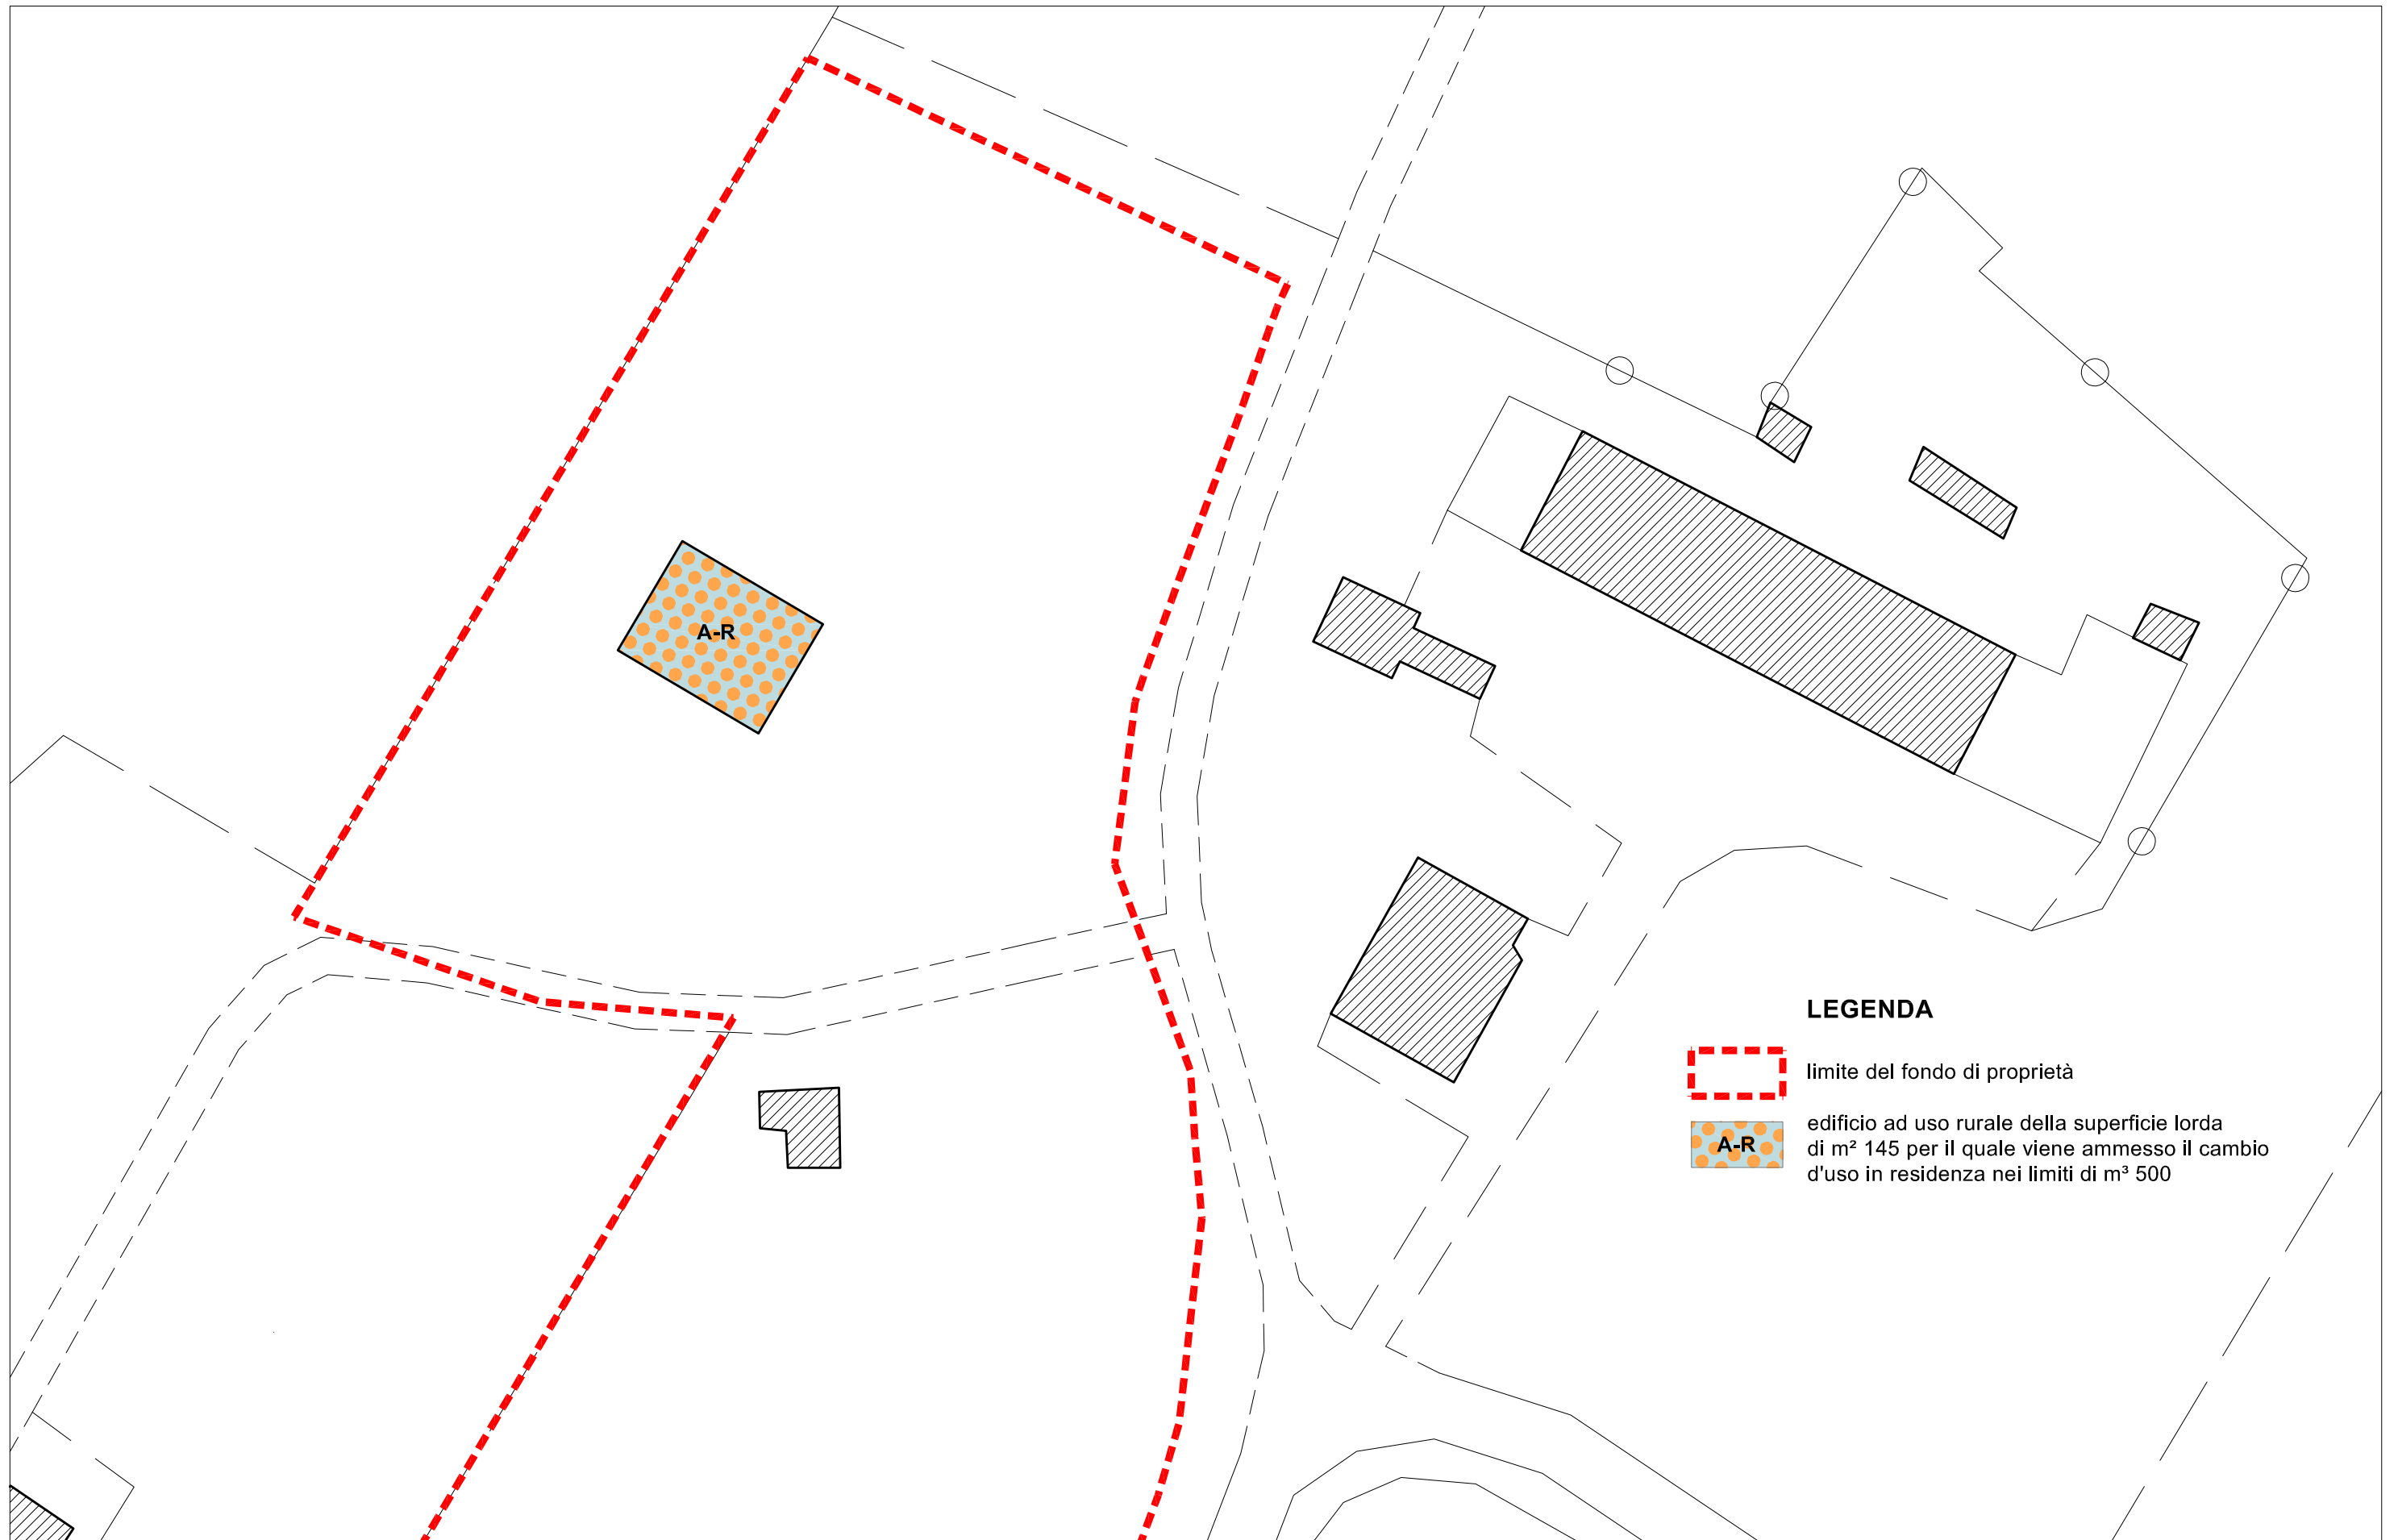 A-R
LEGENDA
limite del fondo di proprietà
A-R
edificio ad uso rurale della superficie lorda
di m² 145 per il quale viene ammesso il cambio
d'uso in residenza nei limiti di m³ 500